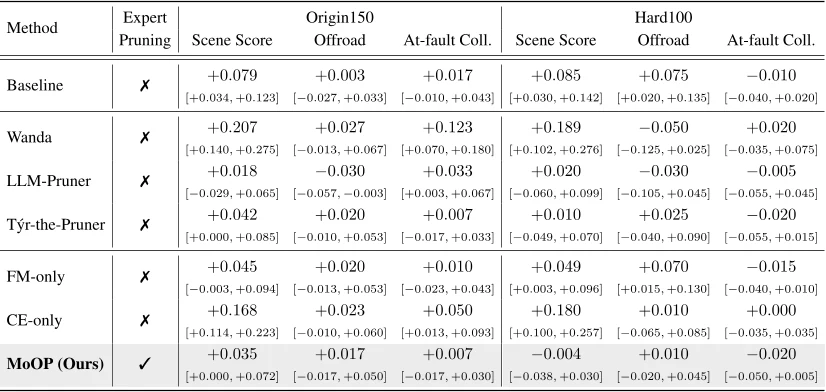 Method Expert Pruning Origin150 Hard100
Scene Score Offroad At-fault Coll. Scene Score Offroad At-fault Coll.
Baseline ✗ +0.079 +0.003 +0.017 +0.085 +0.075 −0.010
[+0.034, +0.123] [−0.027, +0.033] [−0.010, +0.043] [+0.030, +0.142] [+0.020, +0.135] [−0.040, +0.020]
Wanda ✗ +0.207 +0.027 +0.123 +0.189 −0.050 +0.020
[+0.140, +0.275] [−0.013, +0.067] [+0.070, +0.180] [+0.102, +0.276] [−0.125, +0.025] [−0.035, +0.075]
LLM-Pruner ✗ +0.018 −0.030 +0.033 +0.020 −0.030 −0.005
[−0.029, +0.065] [−0.057, −0.003] [+0.003, +0.067] [−0.060, +0.099] [−0.105, +0.045] [−0.055, +0.045]
Týr-the-Pruner ✗ +0.042 +0.020 +0.007 +0.010 +0.025 −0.020
[+0.000, +0.085] [−0.010, +0.053] [−0.017, +0.033] [−0.049, +0.070] [−0.040, +0.090] [−0.055, +0.015]
FM-only ✗ +0.045 +0.020 +0.010 +0.049 +0.070 −0.015
[−0.003, +0.094] [−0.013, +0.053] [−0.023, +0.043] [+0.003, +0.096] [+0.015, +0.130] [−0.040, +0.010]
CE-only ✗ +0.168 +0.023 +0.050 +0.180 +0.010 +0.000
[+0.114, +0.223] [−0.010, +0.060] [+0.013, +0.093] [+0.100, +0.257] [−0.065, +0.085] [−0.035, +0.035]
MoOP (Ours) ✓ +0.035 +0.017 +0.007 −0.004 +0.010 −0.020
[+0.000, +0.072] [−0.017, +0.050] [−0.017, +0.030] [−0.038, +0.030] [−0.020, +0.045] [−0.050, +0.005]